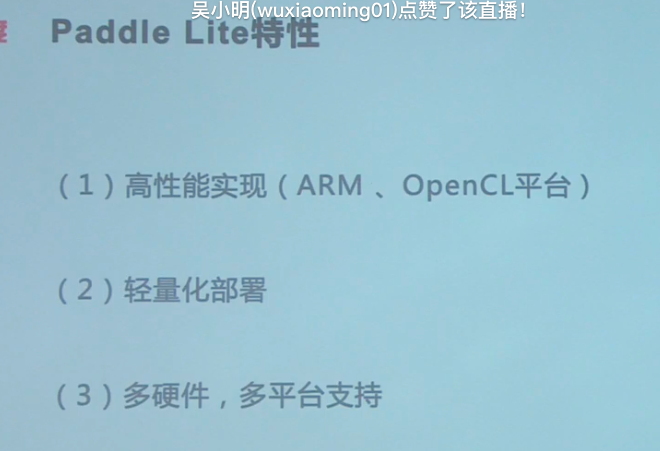 吴小明(wuxiaoming01)点赞了该直播！
Paddle Lite特性
（1）高性能实现（ARM 、OpenCL平台）
（2）轻量化部署
（3）多硬件，多平台支持